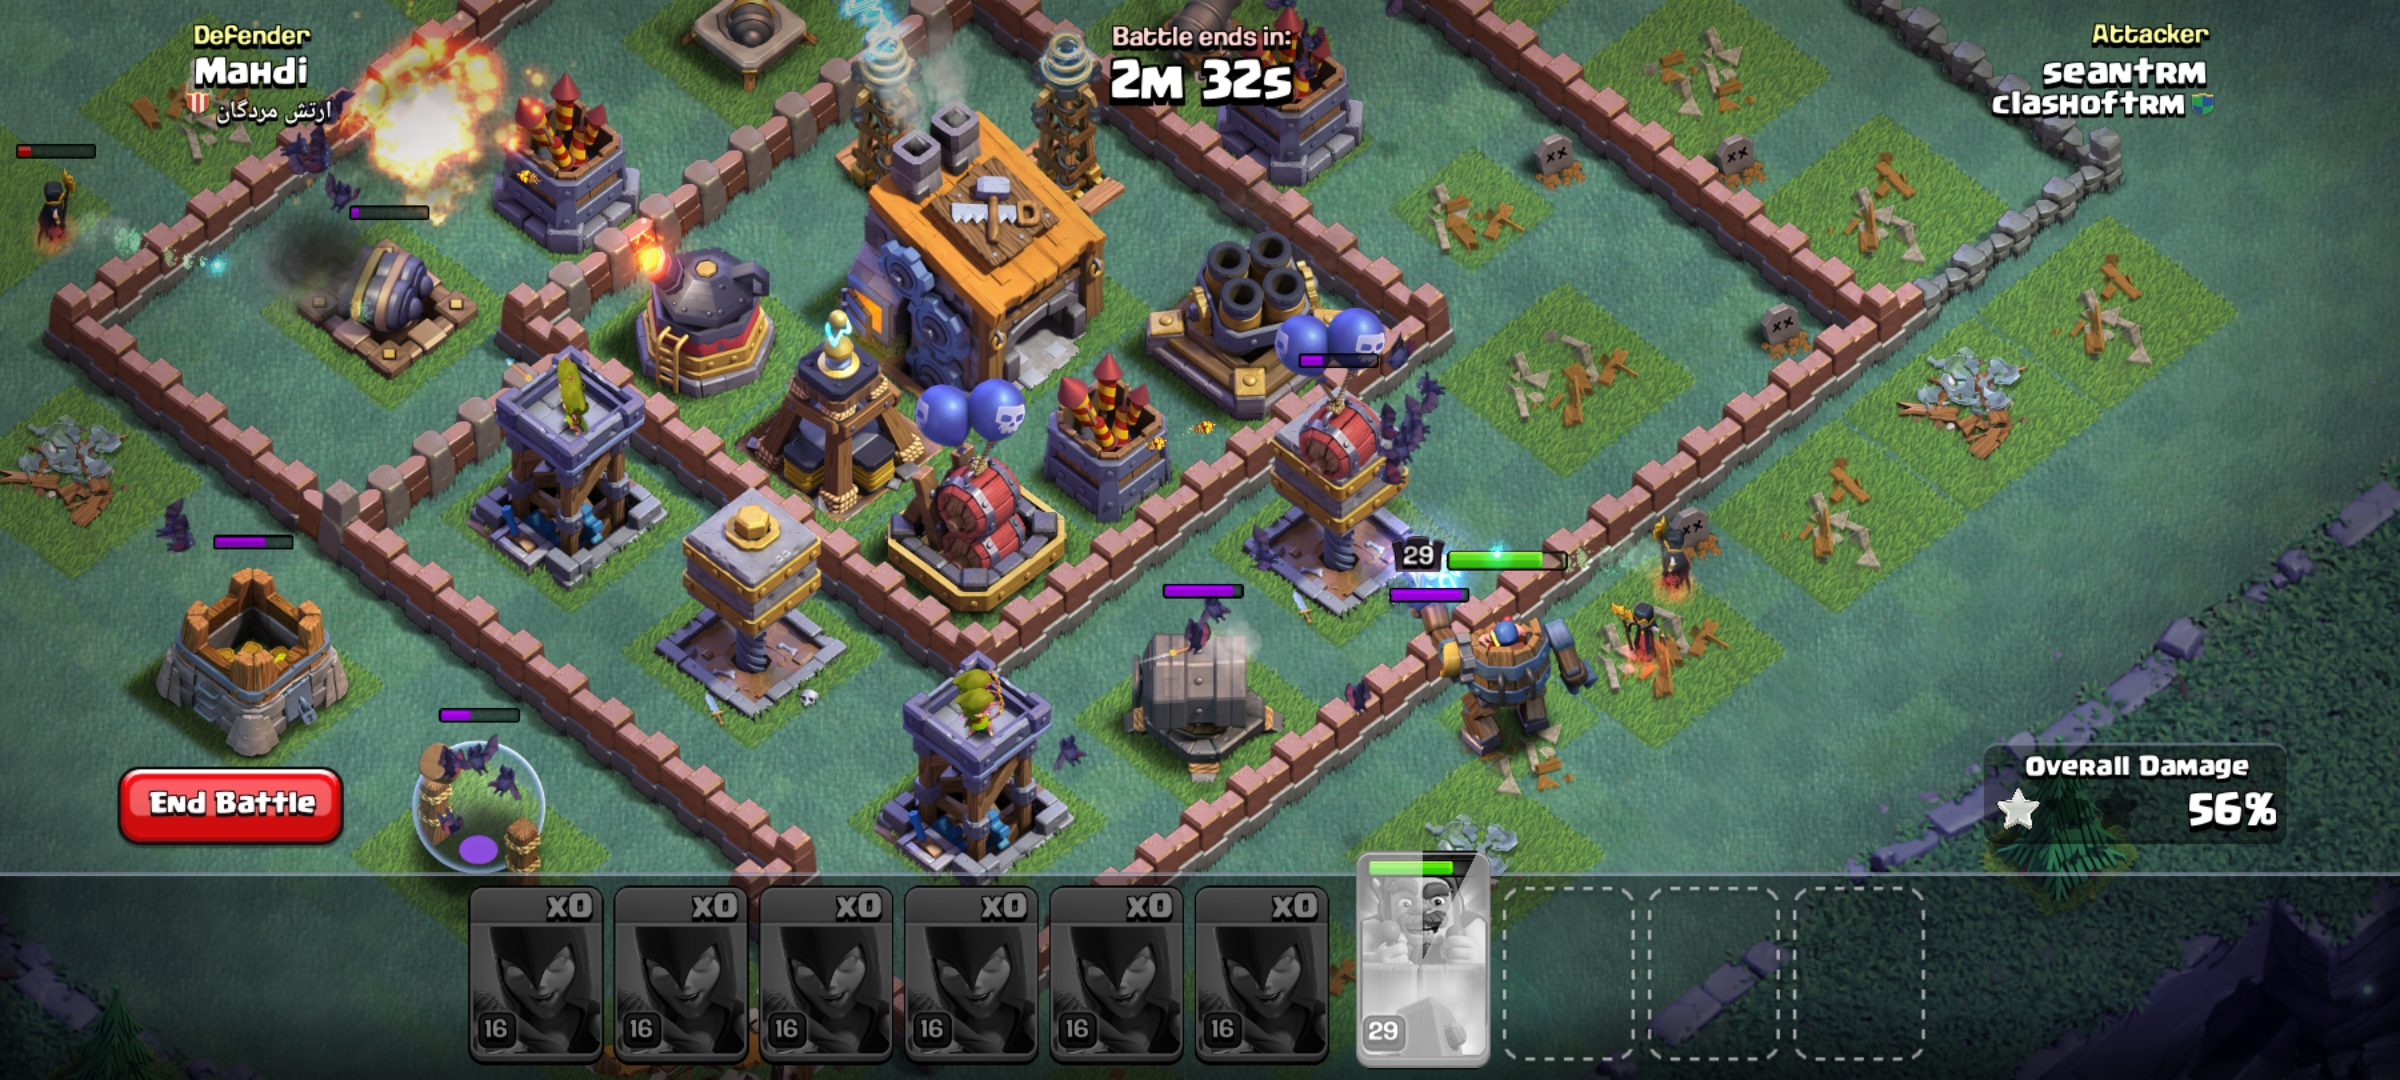 Defender
Mahdi
ارتش مردگان
Battle ends in:
2M 32s
Attacker
seantrm
clashoftrm
29
End Battle
Overall Damage
56%
x0
x0
x0
x0
x0
x0
16
16
16
16
16
16
29